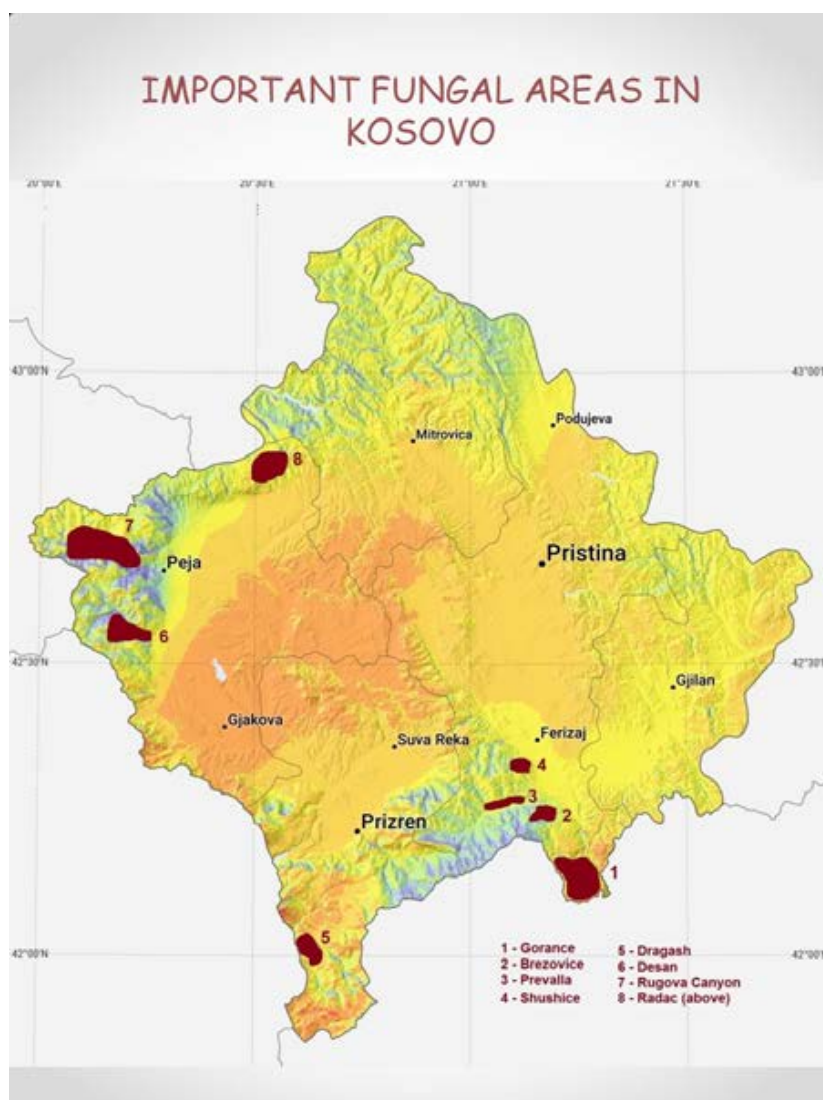 IMPORTANT FUNGAL AREAS IN
KOSOVO
20°00'E 20°30'E 21°00'E 21°30'E
43°00'N 43°00'
Podujeva
Mitrovica
8
7
Pristina
Peja
6
42°30'N 42°30'
Gjilan
Gjakova
Ferizaj
Suva Reka
4
3
2
Prizren
1
5
42°00'N 42°00'
1 - Gorance
2 - Brezovice
3 - Prevalla
4 - Shushice
5 - Dragash
6 - Desan
7 - Rugova Canyon
8 - Radac (above)